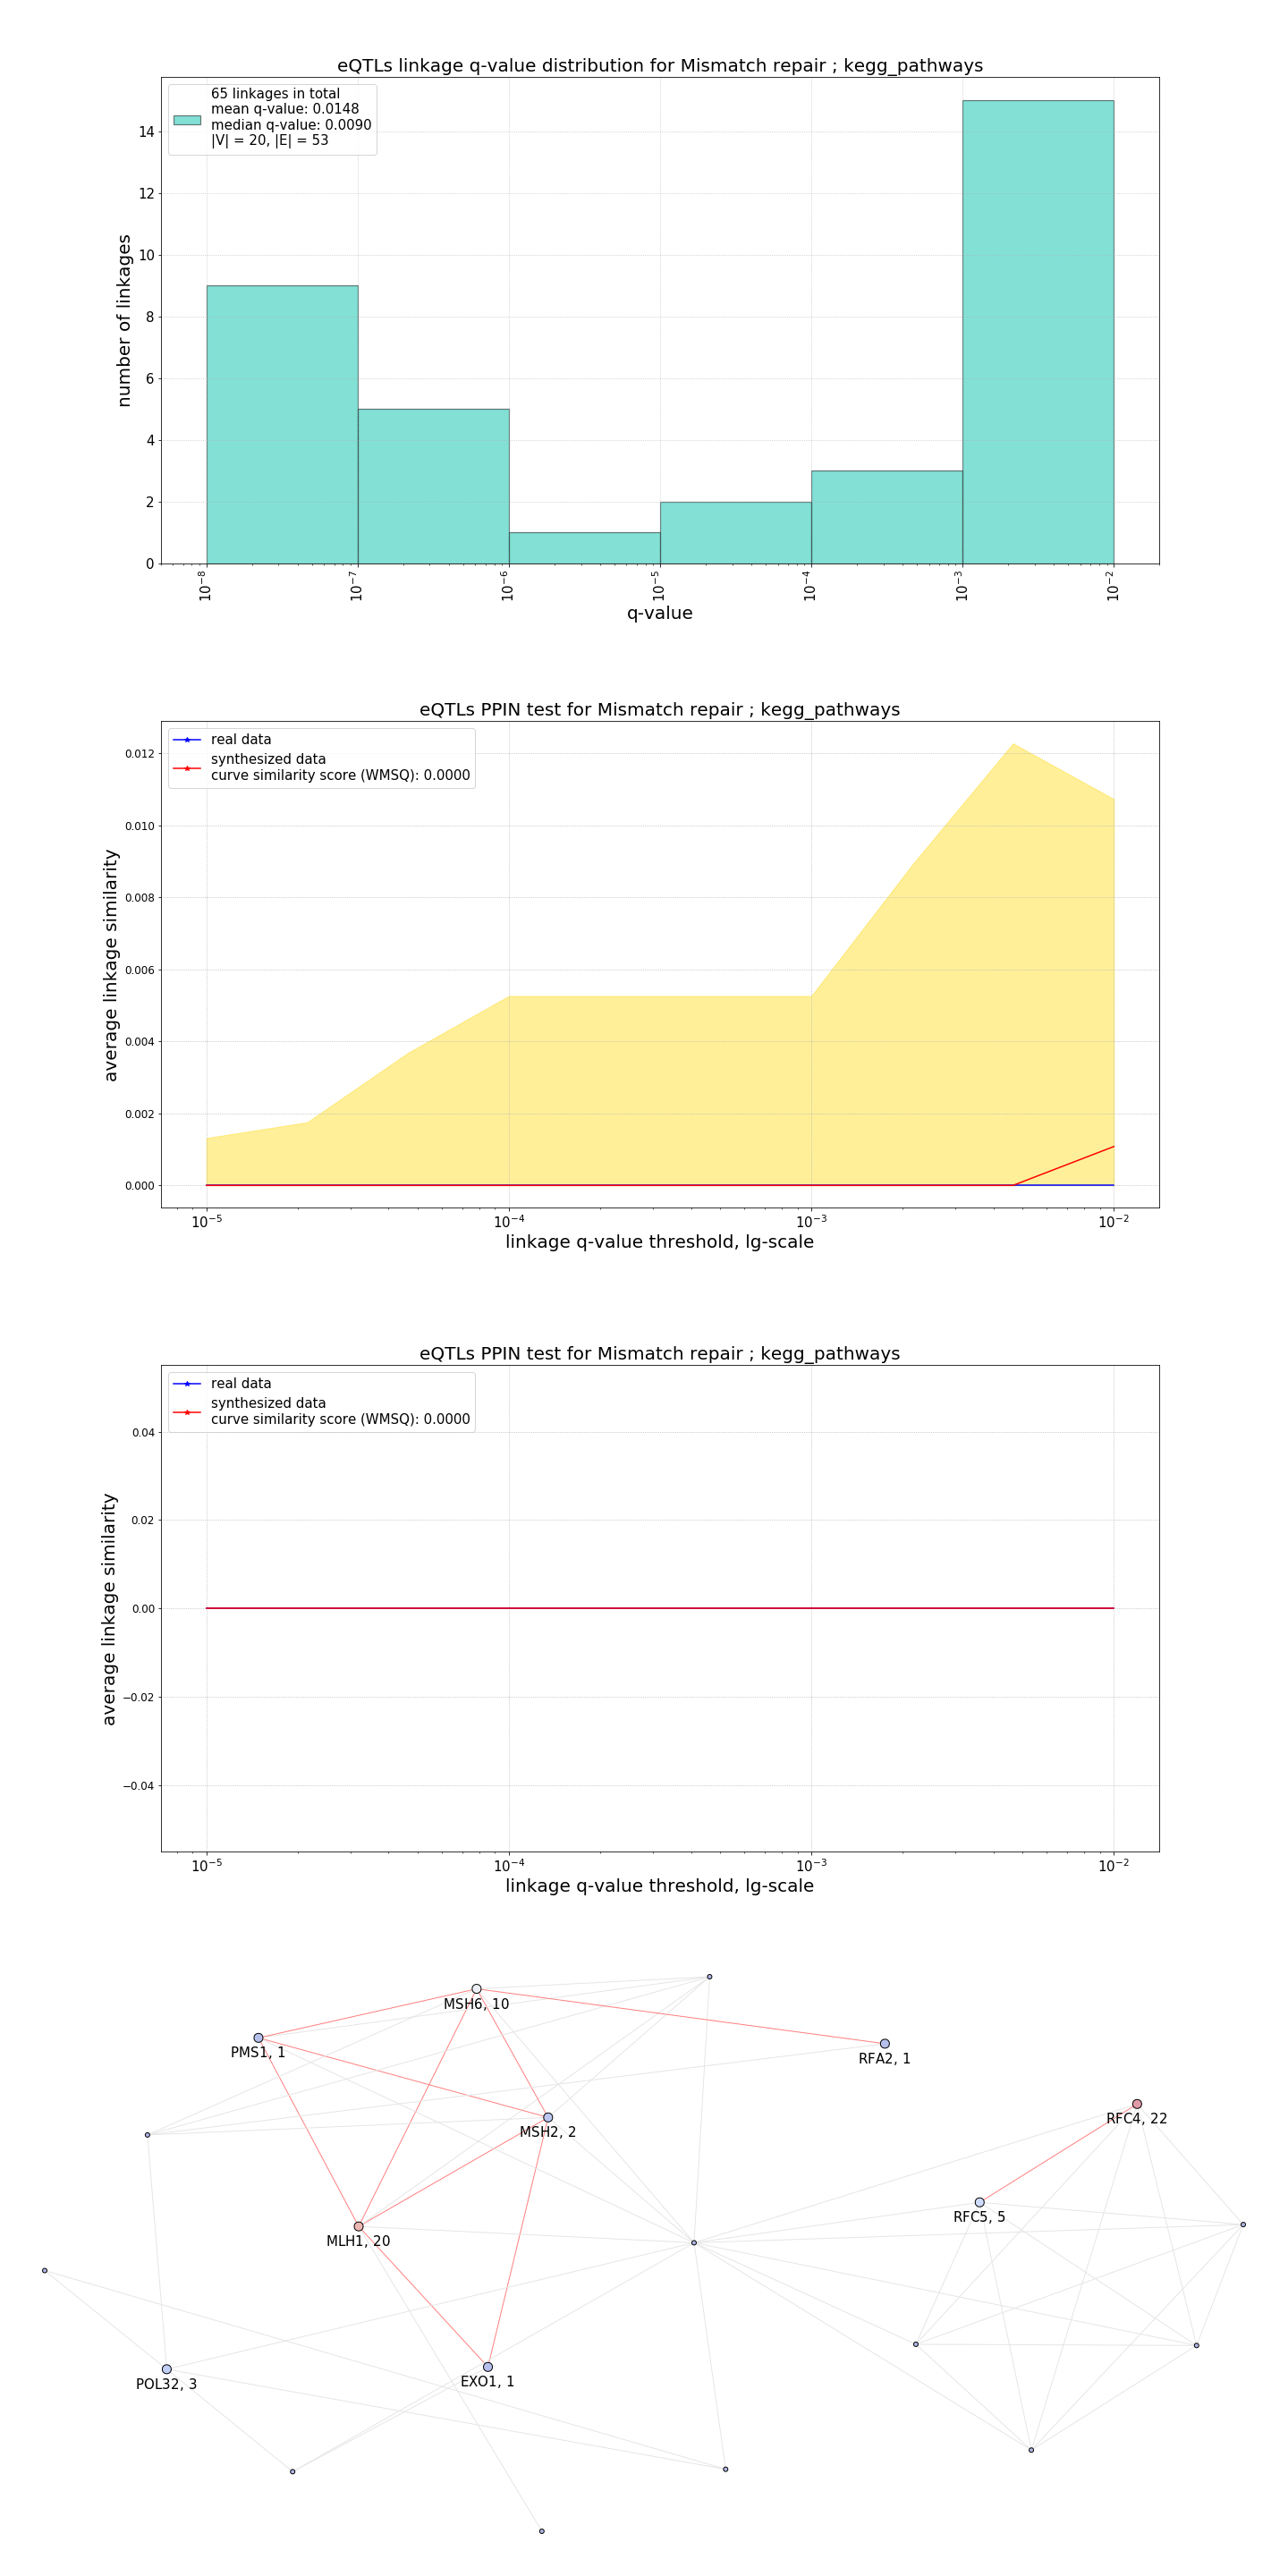 eQTLs linkage q-value distribution for Mismatch repair ; kegg_pathways
65 linkages in total
mean q-value: 0.0148
median q-value: 0.0090
|V| = 20, |E| = 53
number of linkages
14
12
10
8
6
4
2
0
10⁻⁸
10⁻⁷
10⁻⁶
10⁻⁵
10⁻⁴
10⁻³
10⁻²
q-value
eQTLs PPIN test for Mismatch repair ; kegg_pathways
real data
synthesized data
curve similarity score (WMSQ): 0.0000
average linkage similarity
0.012
0.010
0.008
0.006
0.004
0.002
0.000
10⁻⁵
10⁻⁴
10⁻³
10⁻²
linkage q-value threshold, lg-scale
eQTLs PPIN test for Mismatch repair ; kegg_pathways
real data
synthesized data
curve similarity score (WMSQ): 0.0000
average linkage similarity
0.04
0.02
0.00
−0.02
−0.04
10⁻⁵
10⁻⁴
10⁻³
10⁻²
linkage q-value threshold, lg-scale
MSH6, 10
PMS1, 1
RFA2, 1
RFC4, 22
MSH2, 2
RFC5, 5
MLH1, 20
POL32, 3
EXO1, 1